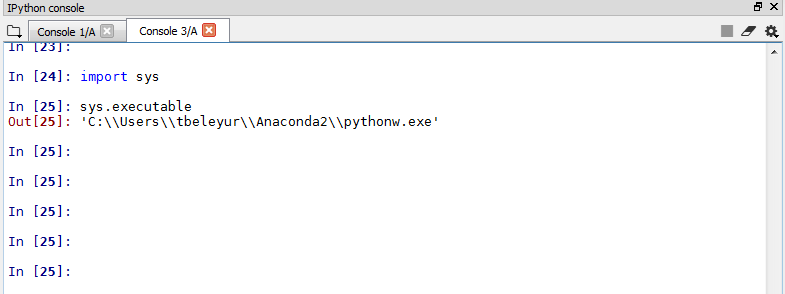 IPython console
Console 1/A
Console 3/A
In [23]:
In [24]: import sys
In [25]: sys.executable
Out[25]: 'C:\\Users\\tbeleyur\\Anaconda2\\pythonw.exe'
In [25]:
In [25]:
In [25]:
In [25]:
In [25]: